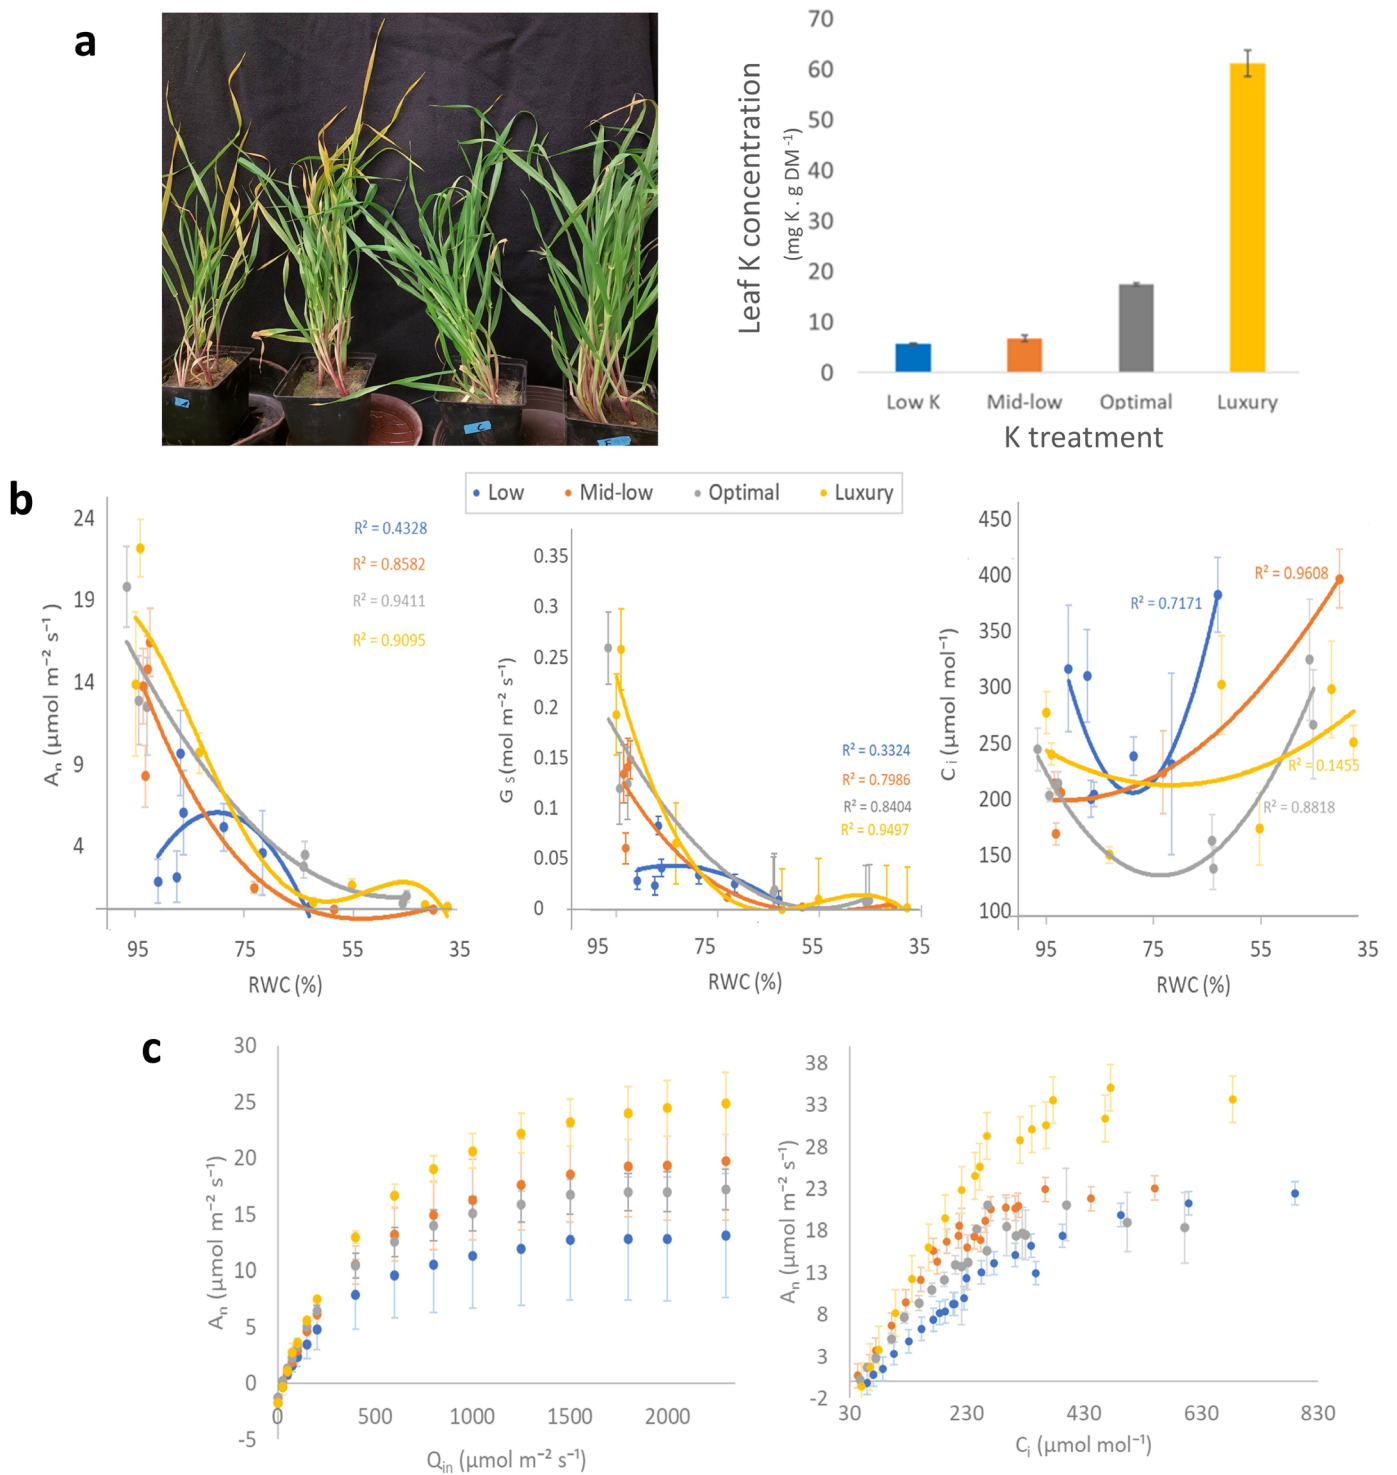 a
70
60
50
40
30
20
10
0
Leaf K concentration
(mg K . g DM⁻¹)
Low K Mid-low Optimal Luxury
K treatment
C
b
Low Mid-low Optimal Luxury
24
19
14
9
4
Aₙ (µmol m⁻² s⁻¹)
R² = 0.4328
R² = 0.8582
R² = 0.9411
R² = 0.9095
95 75 55 35
RWC (%)
0.35
0.3
0.25
0.2
0.15
0.1
0.05
0
G s (mol m⁻² s⁻¹)
R² = 0.3324
R² = 0.7986
R² = 0.8404
R² = 0.9497
95 75 55 35
RWC (%)
450
400
350
300
250
200
150
100
C i (µmol mol⁻¹)
R² = 0.7171
R² = 0.9608
R² = 0.1455
R² = 0.8818
95 75 55 35
RWC (%)
c
30
25
20
15
10
5
0
-5
Aₙ (µmol m⁻² s⁻¹)
0 500 1000 1500 2000
Qᵢₙ (µmol m⁻² s⁻¹)
38
33
28
23
18
13
8
3
-2
Aₙ (µmol m⁻² s⁻¹)
30 230 430 630 830
Cᵢ (µmol mol⁻¹)